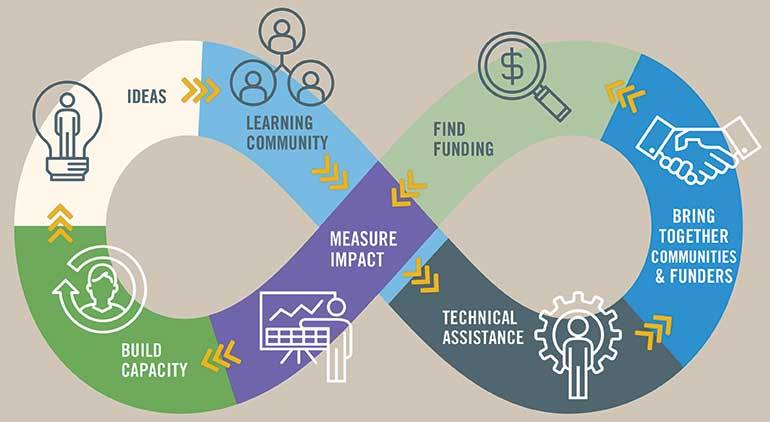 IDEAS
LEARNING
COMMUNITY
FIND
FUNDING
$
BRING
TOGETHER
COMMUNITIES
& FUNDERS
MEASURE
IMPACT
TECHNICAL
ASSISTANCE
BUILD
CAPACITY